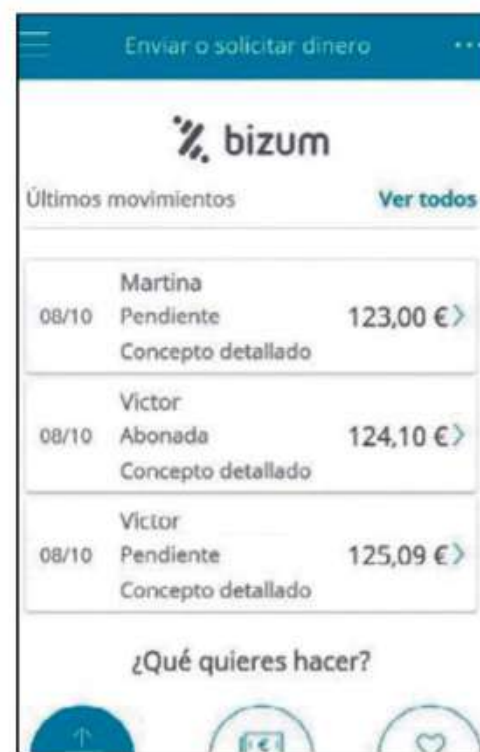 Enviar o solicitar dinero
bizum
Últimos movimientos Ver todos
Martina
08/10 Pendiente 123,00 €
Concepto detallado
Victor
08/10 Abonada 124,10 €
Concepto detallado
Victor
08/10 Pendiente 125,09 €
Concepto detallado
¿Qué quieres hacer?
€